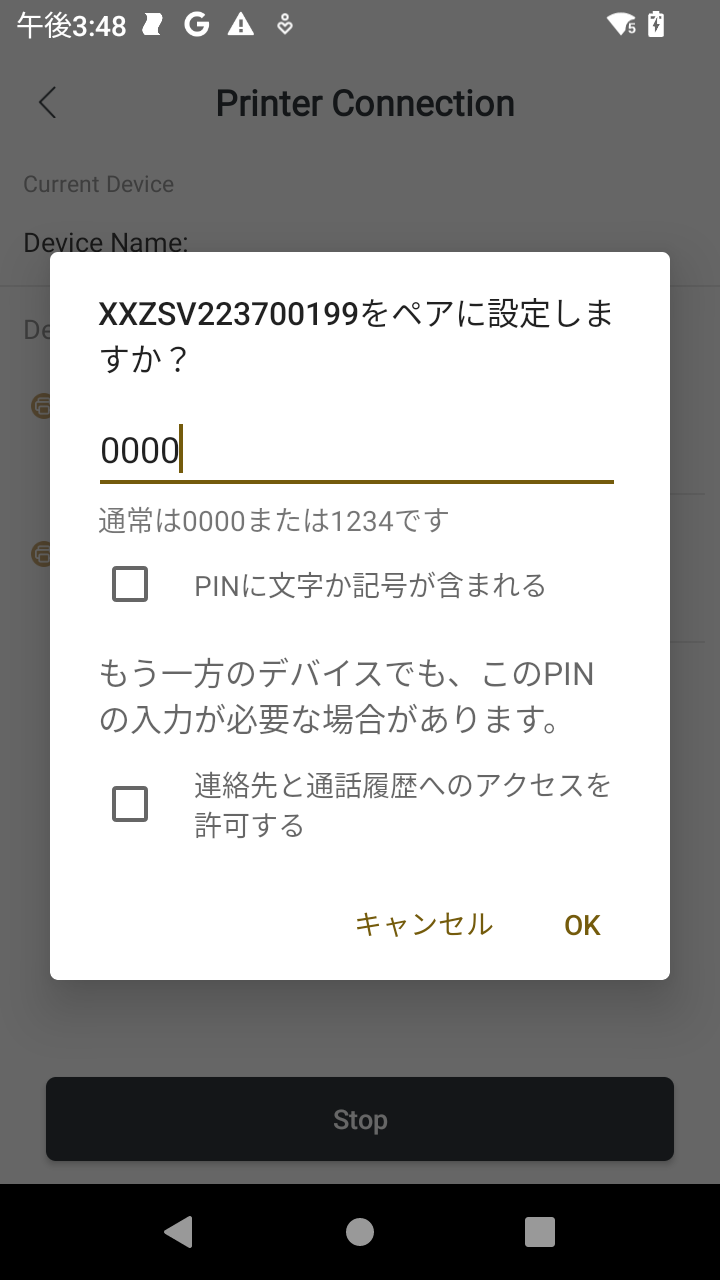 午後3:48
5
Printer Connection
Current Device
Device Name:
De
XXZSV223700199をペアに設定しま
すか？
0000
通常は0000または1234です
PINに文字か記号が含まれる
もう一方のデバイスでも、このPIN
の入力が必要な場合があります。
連絡先と通話履歴へのアクセスを
許可する
キャンセル
OK
Stop